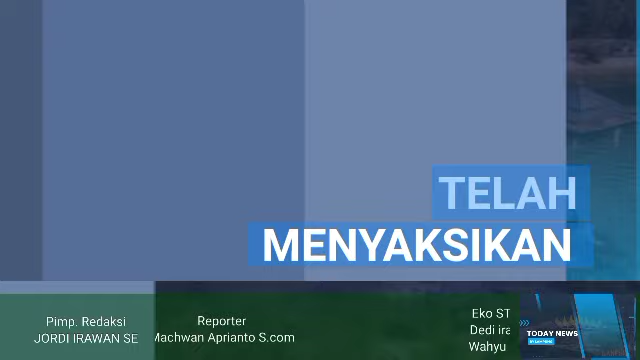 TELAH
MENYAKSIKAN
Pimp. Redaksi
JORDI IRAWAN SE
Reporter
Machwan Aprianto S.com
Eko ST
Dedi ira
Wahyu
TODAY NEWS